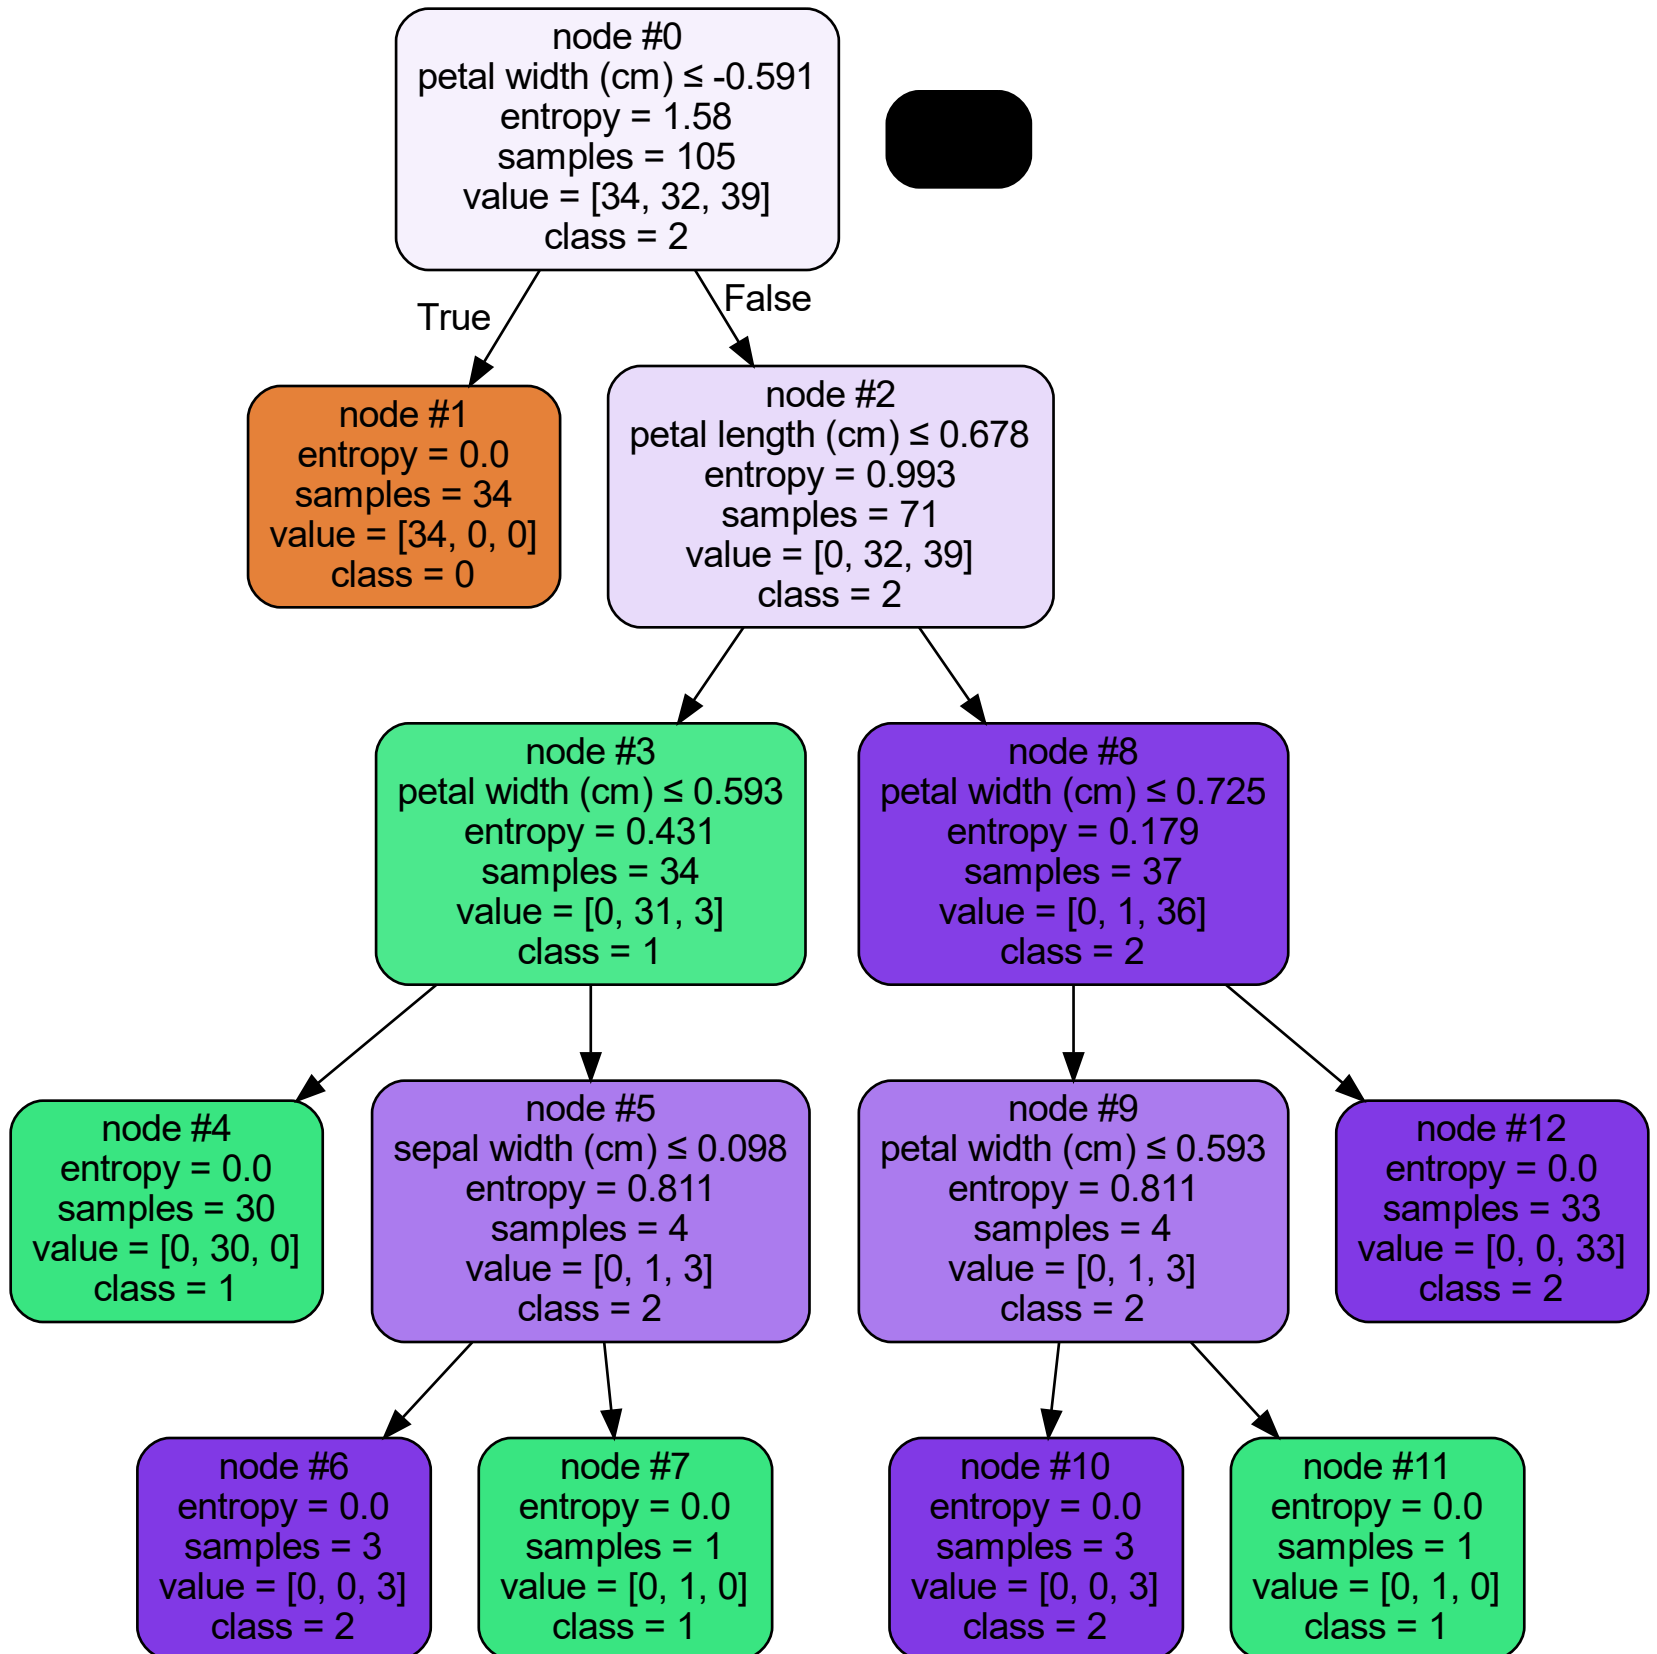 node #0
petal width (cm) ≤ -0.591
entropy = 1.58
samples = 105
value = [34, 32, 39]
class = 2
True
False
node #1
entropy = 0.0
samples = 34
value = [34, 0, 0]
class = 0
node #2
petal length (cm) ≤ 0.678
entropy = 0.993
samples = 71
value = [0, 32, 39]
class = 2
node #3
petal width (cm) ≤ 0.593
entropy = 0.431
samples = 34
value = [0, 31, 3]
class = 1
node #8
petal width (cm) ≤ 0.725
entropy = 0.179
samples = 37
value = [0, 1, 36]
class = 2
node #4
entropy = 0.0
samples = 30
value = [0, 30, 0]
class = 1
node #5
sepal width (cm) ≤ 0.098
entropy = 0.811
samples = 4
value = [0, 1, 3]
class = 2
node #9
petal width (cm) ≤ 0.593
entropy = 0.811
samples = 4
value = [0, 1, 3]
class = 2
node #12
entropy = 0.0
samples = 33
value = [0, 0, 33]
class = 2
node #6
entropy = 0.0
samples = 3
value = [0, 0, 3]
class = 2
node #7
entropy = 0.0
samples = 1
value = [0, 1, 0]
class = 1
node #10
entropy = 0.0
samples = 3
value = [0, 0, 3]
class = 2
node #11
entropy = 0.0
samples = 1
value = [0, 1, 0]
class = 1